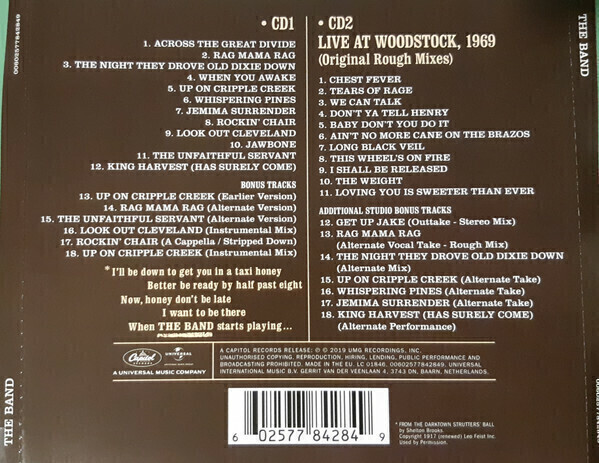 00602577842849
THE BAND
• CD1
1. ACROSS THE GREAT DIVIDE
2. RAG MAMA RAG
3. THE NIGHT THEY DROVE OLD DIXIE DOWN
4. WHEN YOU AWAKE
5. UP ON CRIPPLE CREEK
6. WHISPERING PINES
7. JEMIMA SURRENDER
8. ROCKIN' CHAIR
9. LOOK OUT CLEVELAND
10. JAWBONE
11. THE UNFAITHFUL SERVANT
12. KING HARVEST (HAS SURELY COME)
BONUS TRACKS
13. UP ON CRIPPLE CREEK (Earlier Version)
14. RAG MAMA RAG (Alternate Version)
15. THE UNFAITHFUL SERVANT (Alternate Version)
16. LOOK OUT CLEVELAND (Instrumental Mix)
17. ROCKIN' CHAIR (A Capella / Stripped Down)
18. UP ON CRIPPLE CREEK (Instrumental Mix)
*I'll be down to get you in a taxi honey
Better be ready by half past eight
Now, honey don't be late
I want to be there
When THE BAND starts playing...
• CD2
LIVE AT WOODSTOCK, 1969
(Original Rough Mixes)
1. CHEST FEVER
2. TEARS OF RAGE
3. WE CAN TALK
4. DON'T YA TELL HENRY
5. BABY DON'T YOU DO IT
6. AIN'T NO MORE CANE ON THE BRAZOS
7. LONG BLACK VEIL
8. THIS WHEEL'S ON FIRE
9. I SHALL BE RELEASED
10. THE WEIGHT
11. LOVING YOU IS SWEETER THAN EVER
ADDITIONAL STUDIO BONUS TRACKS
12. GET UP JAKE (Outtake - Stereo Mix)
13. RAG MAMA RAG
(Alternate Vocal Take - Rough Mix)
14. THE NIGHT THEY DROVE OLD DIXIE DOWN
(Alternate Mix)
15. UP ON CRIPPLE CREEK (Alternate Take)
16. WHISPERING PINES (Alternate Take)
17. JEMIMA SURRENDER (Alternate Take)
18. KING HARVEST (HAS SURELY COME)
(Alternate Performance)
Capitol
UNIVERSAL
A UNIVERSAL MUSIC COMPANY
A CAPITOL RECORDS RELEASE; ℗ © 2019 UMG RECORDINGS, INC.
UNAUTHORISED COPYING, REPRODUCTION, HIRING, LENDING, PUBLIC PERFORMANCE AND
BROADCASTING PROHIBITED. MADE IN THE EU. LC 01846. 00602577842849. UNIVERSAL
INTERNATIONAL MUSIC B.V. GERRIT VAN DER VEENLAAN 4, 3743 DN, BAARN, NETHERLANDS.
6 02577 84284 9
*FROM THE DARKTOWN STRUTTERS' BALL
by Shelton Brooks.
Copyright 1917 (renewed) Leo Feist Inc.
Used by Permission.
THE BAND